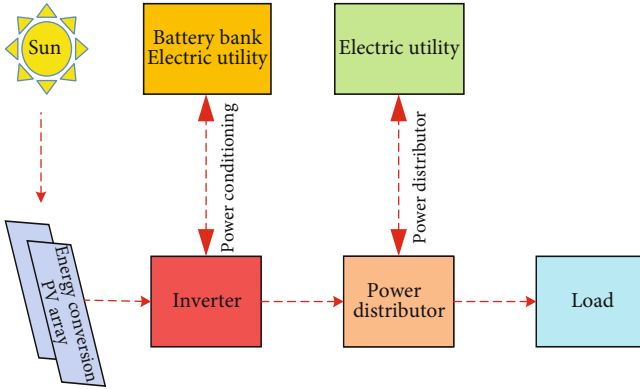 Sun
Battery bank
Electric utility
Electric utility
Power conditioning
Power distributor
Energy conversion
PV array
Inverter
Power
distributor
Load